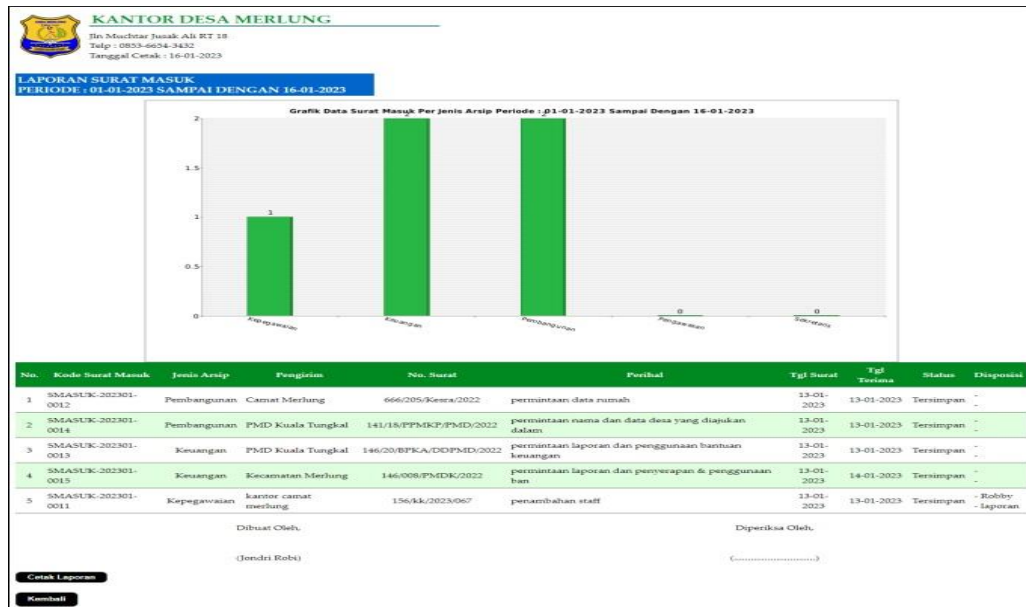 KANTOR DESA MERLUNG
Jln Muchtar Jusak Ali RT 18
Telp : 0853-6654-3432
Tanggal Cetak : 16-01-2023
LAPORAN SURAT MASUK
PERIODE : 01-01-2023 SAMPAI DENGAN 16-01-2023
Grafik Data Surat Masuk Per Jenis Arsip Periode : 01-01-2023 Sampai Dengan 16-01-2023
2
2 2
1.5
1
1
0.5
0
0 0
Kepegawaian Keuangan Pembangunan Pengawasan Sekretaris
No. Kode Surat Masuk Jenis Arsip Pengirim No. Surat Perihal Tgl Surat Tgl Terima Status Disposisi
1 SMASUK-202301-0012 Pembangunan Camat Merlung 666/205/Kesra/2022 permintaan data rumah 13-01-2023 13-01-2023 Tersimpan - -
2 SMASUK-202301-0014 Pembangunan PMD Kuala Tungkal 141/18/PPMKP/PMD/2022 permintaan nama dan data desa yang diajukan dalam 13-01-2023 13-01-2023 Tersimpan - -
3 SMASUK-202301-0013 Keuangan PMD Kuala Tungkal 146/20/BPKA/DDPMD/2022 permintaan laporan dan penggunaan bantuan keuangan 13-01-2023 13-01-2023 Tersimpan - -
4 SMASUK-202301-0015 Keuangan Kecamatan Merlung 146/008/PMDK/2022 permintaan laporan dan penyerapan & penggunaan ban 13-01-2023 14-01-2023 Tersimpan - -
5 SMASUK-202301-0011 Kepegawaian kantor camat merlung 156/kk/2023/067 penambahan staff 13-01-2023 13-01-2023 Tersimpan - Robby - laporan
Dibuat Oleh, Diperiksa Oleh,
(Jondri Robi) (........................)
Cetak Laporan
Kembali